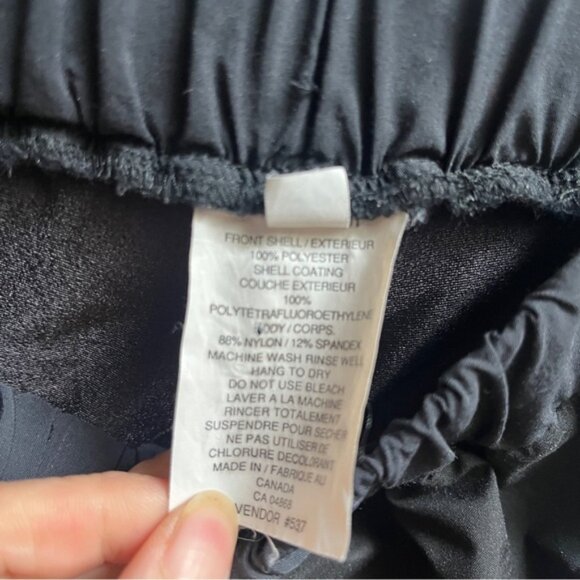 FRONT SHELL / EXTERIEUR
100% POLYESTER
SHELL COATING
COUCHE EXTERIEUR
100%
POLYTETRAFLUOROETHYLENE
BODY / CORPS.
88% NYLON / 12% SPANDEX
MACHINE WASH RINSE WELL
HANG TO DRY
DO NOT USE BLEACH
LAVER A LA MACHINE
RINCER TOTALEMENT
SUSPENDRE POUR SECHER
NE PAS UTILISER DE
CHLORURE DECOLORANT
MADE IN / FABRIQUE AU
CANADA
CA 04868
VENDOR #537